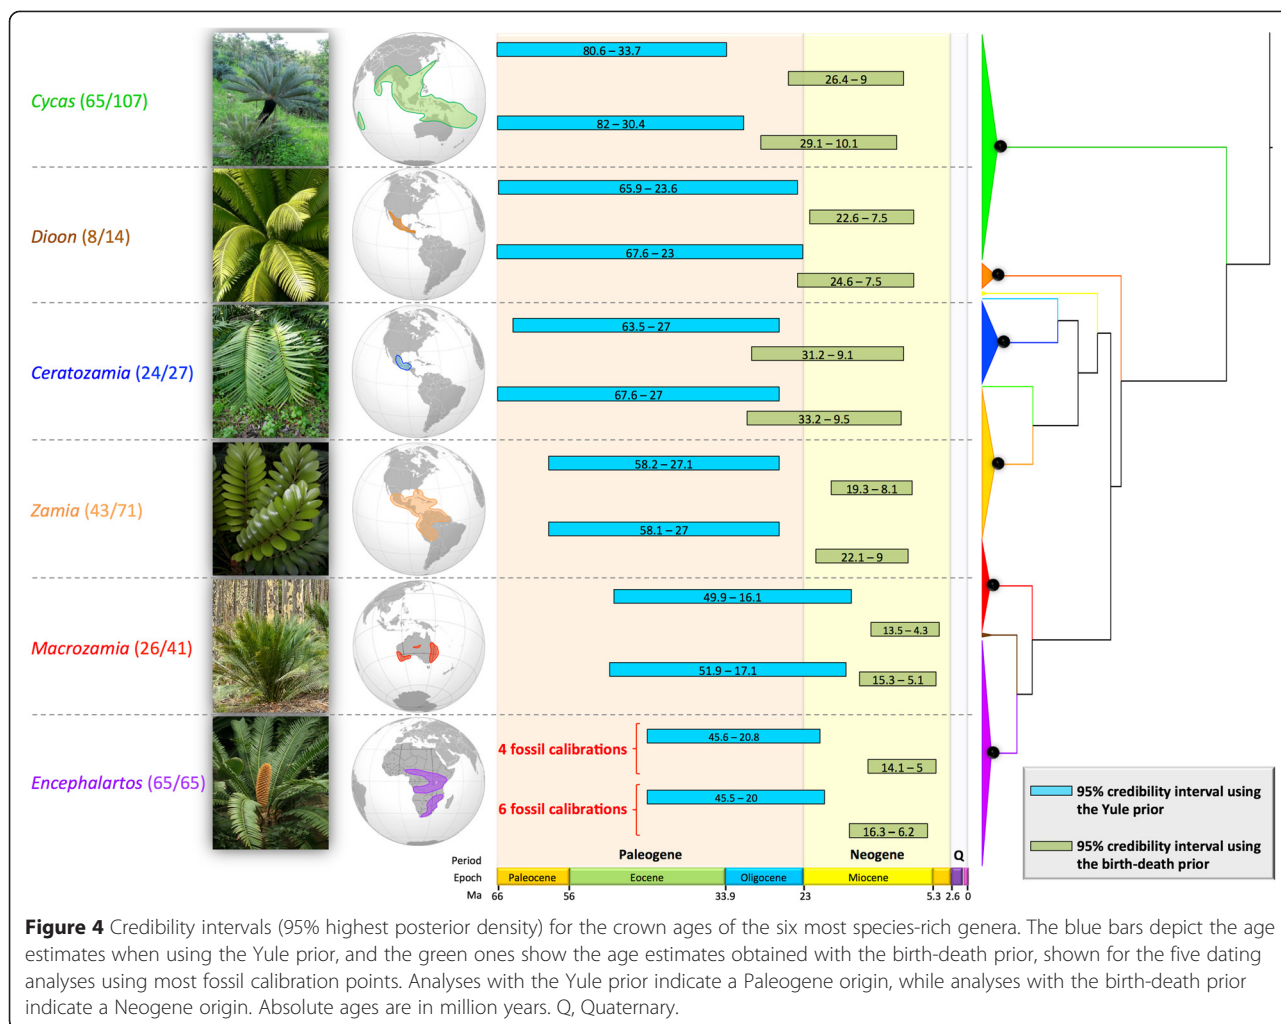 Cycas (65/107)
80.6 – 33.7
26.4 – 9
82 – 30.4
29.1 – 10.1
Dioon (8/14)
65.9 – 23.6
22.6 – 7.5
67.6 – 23
24.6 – 7.5
Ceratozamia (24/27)
63.5 – 27
31.2 – 9.1
67.6 – 27
33.2 – 9.5
Zamia (43/71)
58.2 – 27.1
19.3 – 8.1
58.1 – 27
22.1 – 9
Macrozamia (26/41)
49.9 – 16.1
13.5 – 4.3
51.9 – 17.1
15.3 – 5.1
Encephalartos (65/65)
4 fossil calibrations
45.6 – 20.8
14.1 – 5
6 fossil calibrations
45.5 – 20
16.3 – 6.2
95% credibility interval using
the Yule prior
95% credibility interval using
the birth-death prior
Period Paleogene Neogene Q
Epoch Paleocene Eocene Oligocene Miocene
Ma 66 56 33.9 23 5.3 2.6 0
Figure 4 Credibility intervals (95% highest posterior density) for the crown ages of the six most species-rich genera. The blue bars depict the age
estimates when using the Yule prior, and the green ones show the age estimates obtained with the birth-death prior, shown for the five dating
analyses using most fossil calibration points. Analyses with the Yule prior indicate a Paleogene origin, while analyses with the birth-death prior
indicate a Neogene origin. Absolute ages are in million years. Q, Quaternary.